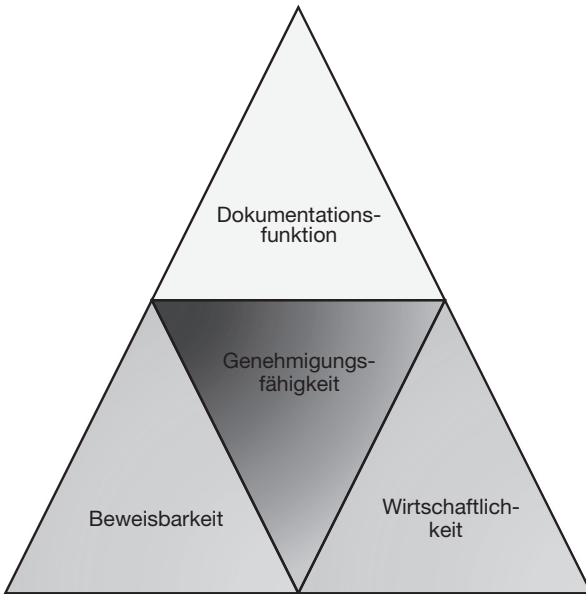 Dokumentations-
funktion
Genehmigungs-
fähigkeit
Beweisbarkeit
Wirtschaftlich-
keit